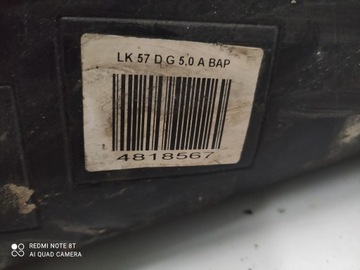 LK 57 D G 5,0 A BAP
4818567
REDMI NOTE 8T
AI QUAD CAMERA